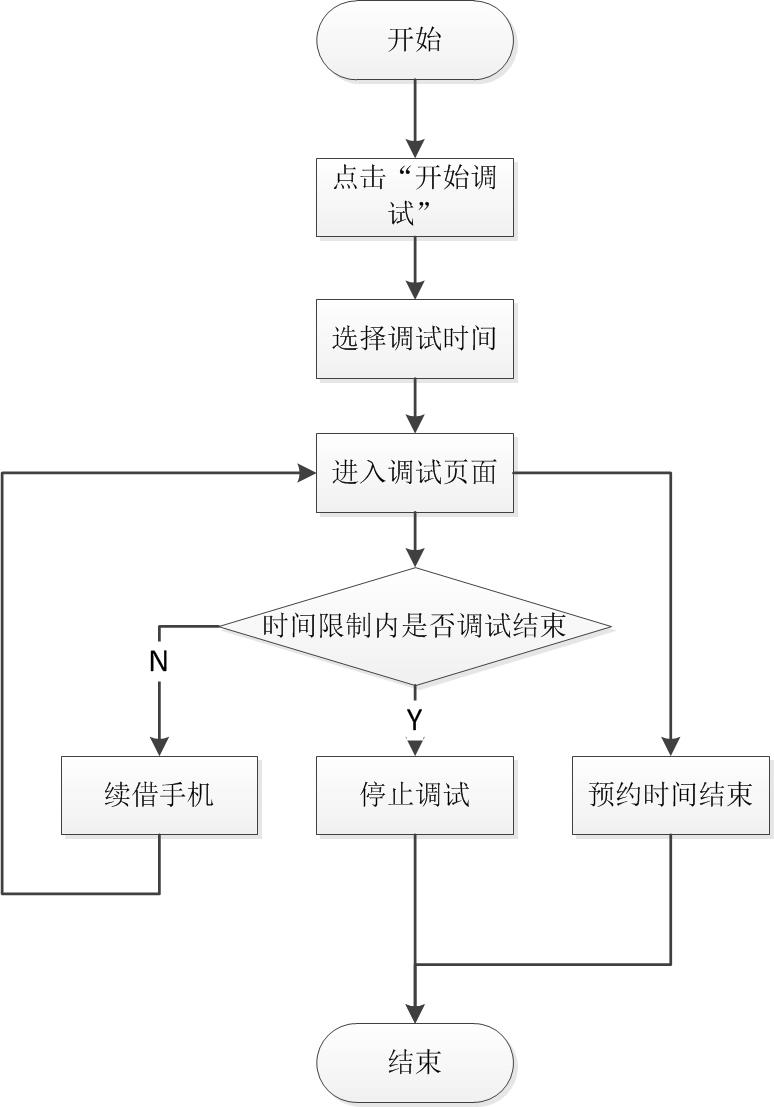 开始
点击“开始调
试”
选择调试时间
进入调试页面
时间限制内是否调试结束
N
Y
续借手机
停止调试
预约时间结束
结束